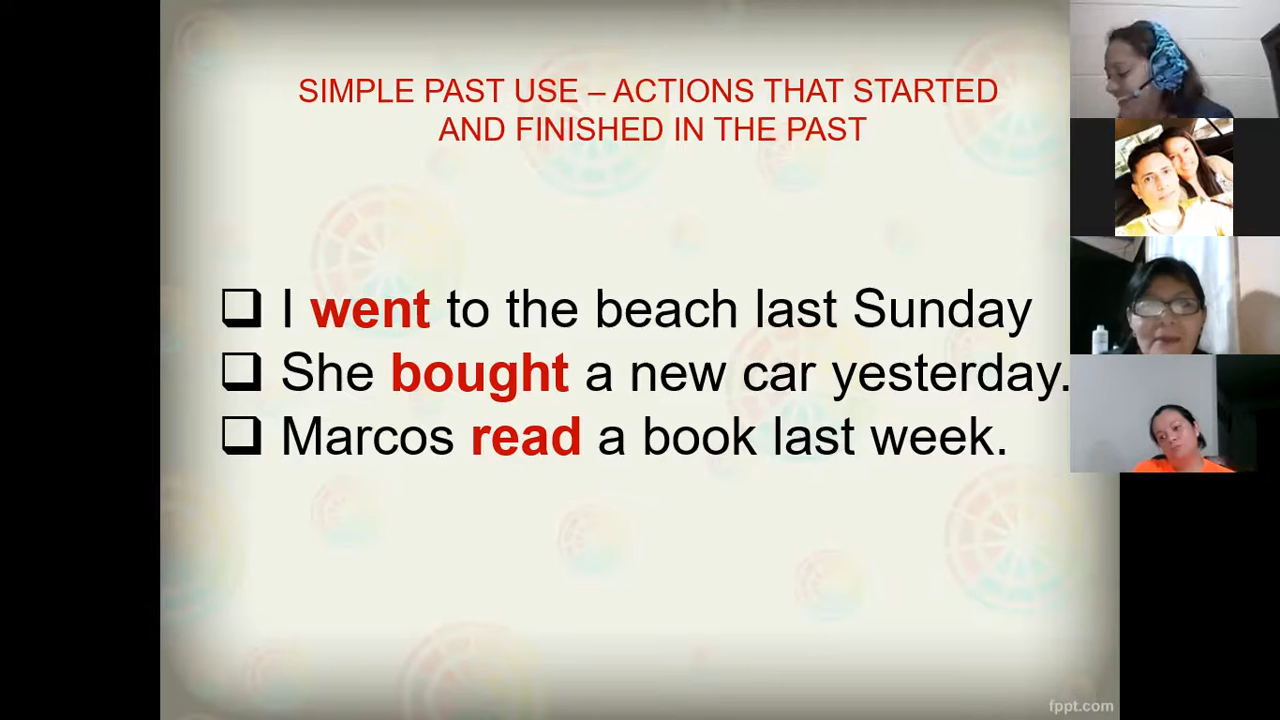 SIMPLE PAST USE – ACTIONS THAT STARTED
AND FINISHED IN THE PAST
I went to the beach last Sunday
She bought a new car yesterday.
Marcos read a book last week.
fppt.com